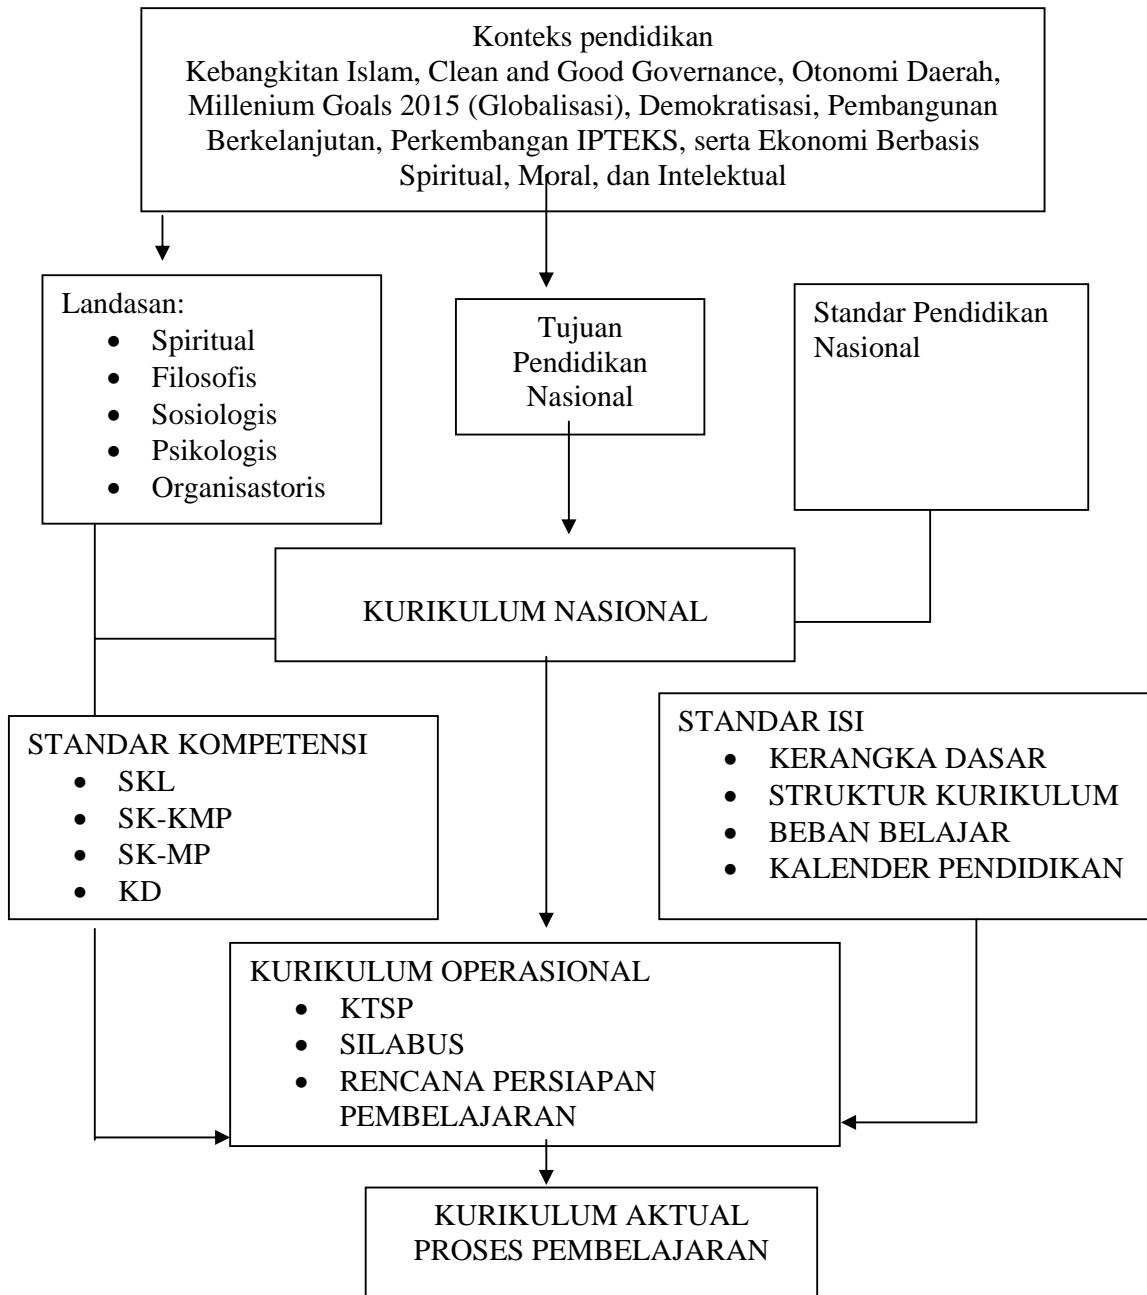 Konteks pendidikan
Kebangkitan Islam, Clean and Good Governance, Otonomi Daerah,
Millenium Goals 2015 (Globalisasi), Demokratisasi, Pembangunan
Berkelanjutan, Perkembangan IPTEKS, serta Ekonomi Berbasis
Spiritual, Moral, dan Intelektual
Landasan:
• Spiritual
• Filosofis
• Sosiologis
• Psikologis
• Organisastoris
Tujuan
Pendidikan
Nasional
Standar Pendidikan
Nasional
KURIKULUM NASIONAL
STANDAR KOMPETENSI
• SKL
• SK-KMP
• SK-MP
• KD
STANDAR ISI
• KERANGKA DASAR
• STRUKTUR KURIKULUM
• BEBAN BELAJAR
• KALENDER PENDIDIKAN
KURIKULUM OPERASIONAL
• KTSP
• SILABUS
• RENCANA PERSIAPAN
PEMBELAJARAN
KURIKULUM AKTUAL
PROSES PEMBELAJARAN